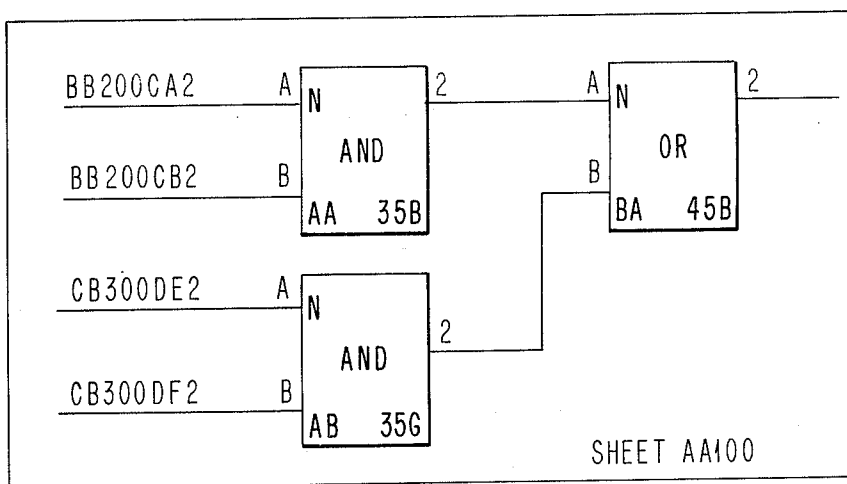 BB200CA2 A N 2 A N 2
AND OR
BB200CB2 B B
AA 35B BA 45B
CB300DE2 A N
2
AND
CB300DF2 B
AB 35G
SHEET AA100